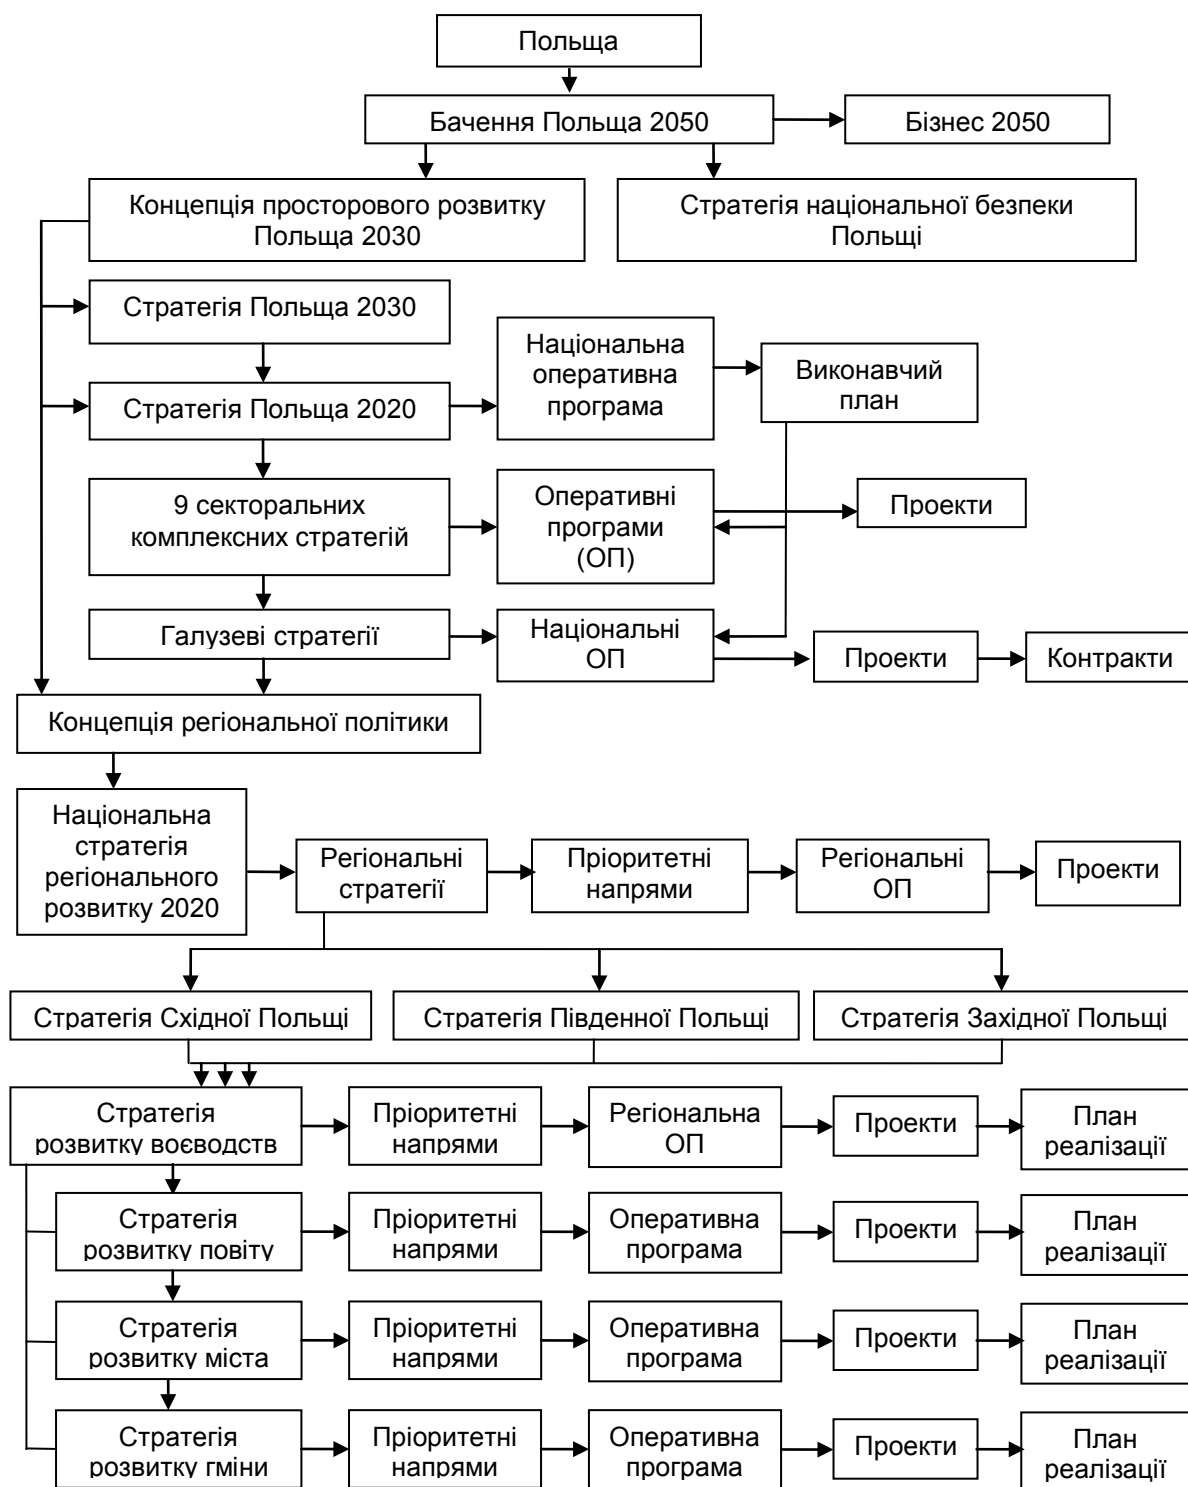 Польща
Бачення Польща 2050
Бізнес 2050
Концепція просторового розвитку
Польща 2030
Стратегія національної безпеки
Польщі
Стратегія Польща 2030
Національна
оперативна
програма
Виконавчий
план
Стратегія Польща 2020
9 секторальних
комплексних стратегій
Оперативні
програми
(ОП)
Проекти
Галузеві стратегії
Національні
ОП
Проекти
Контракти
Концепція регіональної політики
Національна
стратегія
регіонального
розвитку 2020
Регіональні
стратегії
Пріоритетні
напрями
Регіональні
ОП
Проекти
Стратегія Східної Польщі
Стратегія Південної Польщі
Стратегія Західної Польщі
Стратегія
розвитку воєводств
Пріоритетні
напрями
Регіональна
ОП
Проекти
План
реалізації
Стратегія
розвитку повіту
Пріоритетні
напрями
Оперативна
програма
Проекти
План
реалізації
Стратегія
розвитку міста
Пріоритетні
напрями
Оперативна
програма
Проекти
План
реалізації
Стратегія
розвитку гміни
Пріоритетні
напрями
Оперативна
програма
Проекти
План
реалізації